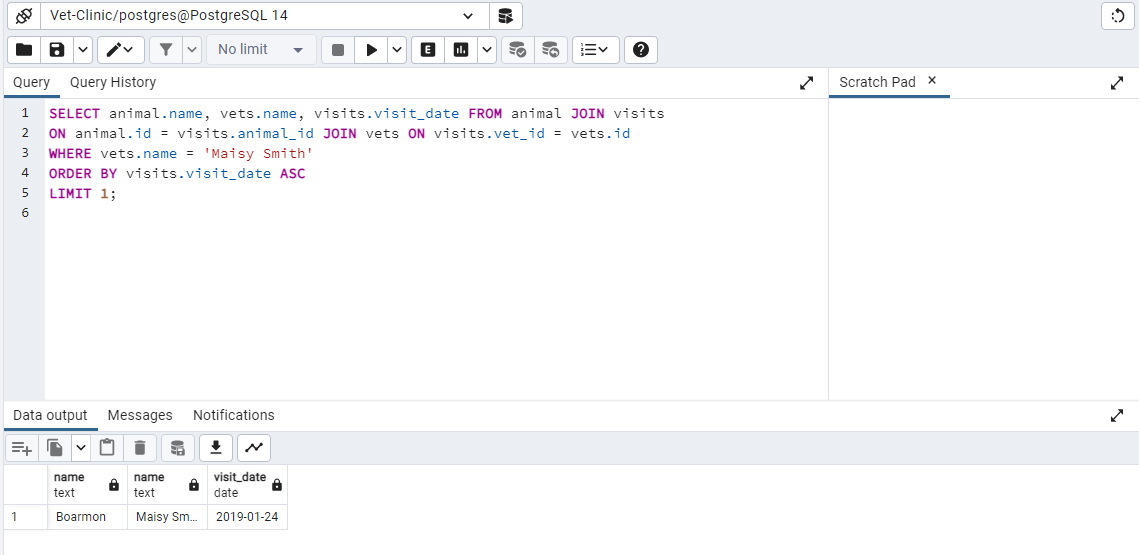 Vet-Clinic/postgres@PostgreSQL 14
No limit
E
Query Query History
Scratch Pad
1 SELECT animal.name, vets.name, visits.visit_date FROM animal JOIN visits
2 ON animal.id = visits.animal_id JOIN vets ON visits.vet_id = vets.id
3 WHERE vets.name = 'Maisy Smith'
4 ORDER BY visits.visit_date ASC
5 LIMIT 1;
6
Data output Messages Notifications
name name visit_date
text text date
1 Boarmon Maisy Sm... 2019-01-24